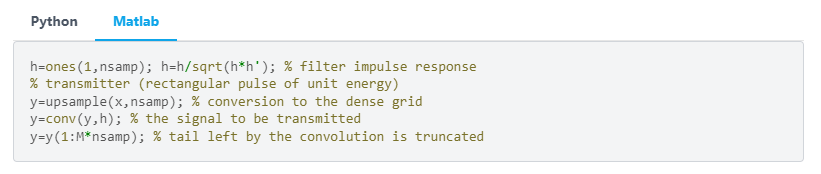 Python Matlab
h=ones(1,nsamp); h=h/sqrt(h*h'); % filter impulse response
% transmitter (rectangular pulse of unit energy)
y=upsample(x,nsamp); % conversion to the dense grid
y=conv(y,h); % the signal to be transmitted
y=y(1:M*nsamp); % tail left by the convolution is truncated